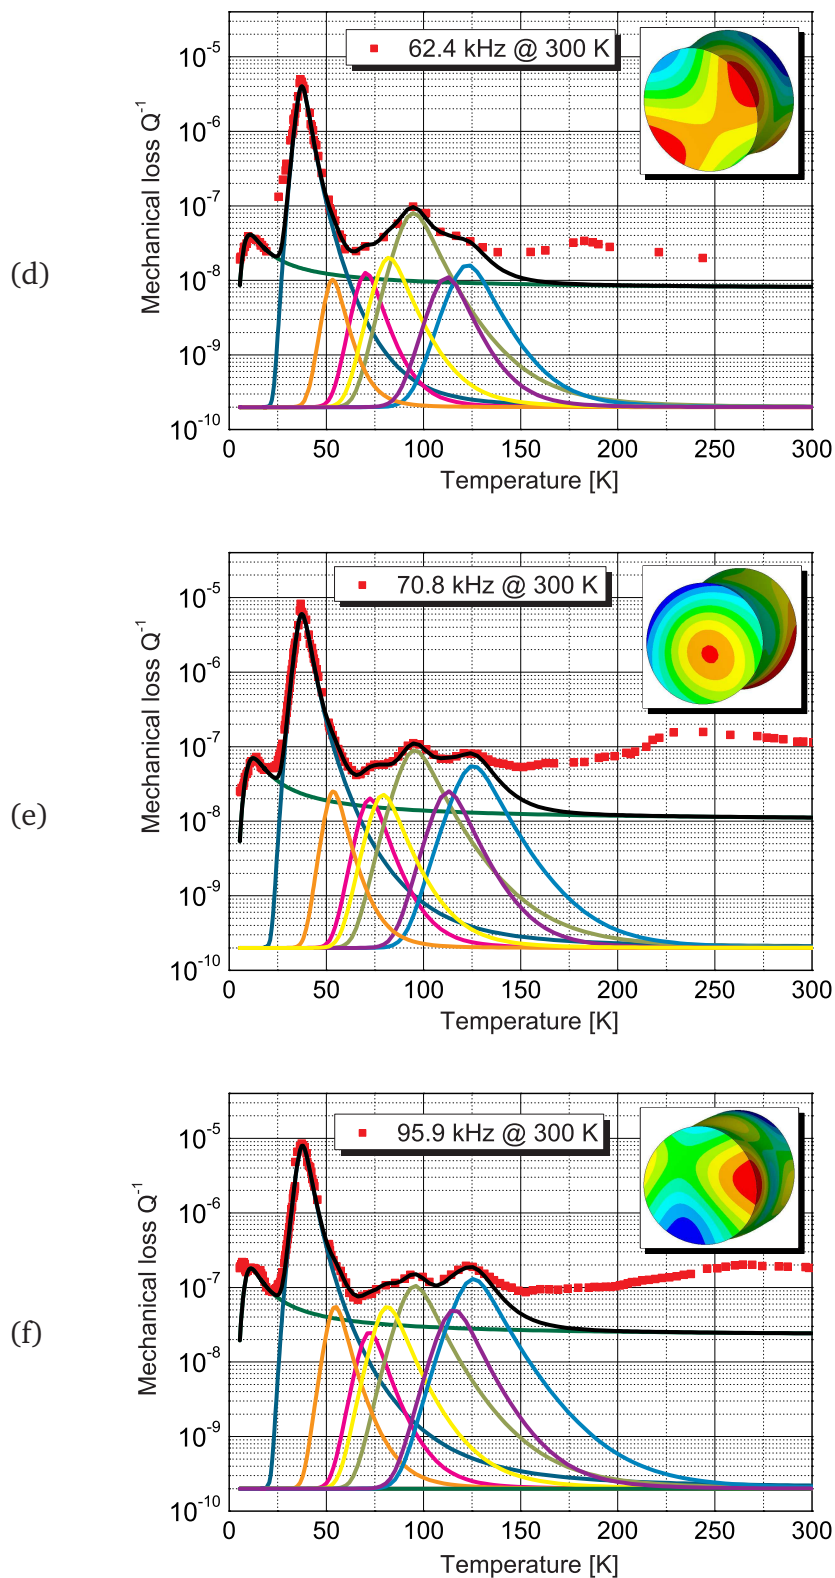 (d)
62.4 kHz @ 300 K
Mechanical loss Q⁻¹
10⁻⁵
10⁻⁶
10⁻⁷
10⁻⁸
10⁻⁹
10⁻¹⁰
0 50 100 150 200 250 300
Temperature [K]
(e)
70.8 kHz @ 300 K
Mechanical loss Q⁻¹
10⁻⁵
10⁻⁶
10⁻⁷
10⁻⁸
10⁻⁹
10⁻¹⁰
0 50 100 150 200 250 300
Temperature [K]
(f)
95.9 kHz @ 300 K
Mechanical loss Q⁻¹
10⁻⁵
10⁻⁶
10⁻⁷
10⁻⁸
10⁻⁹
10⁻¹⁰
0 50 100 150 200 250 300
Temperature [K]